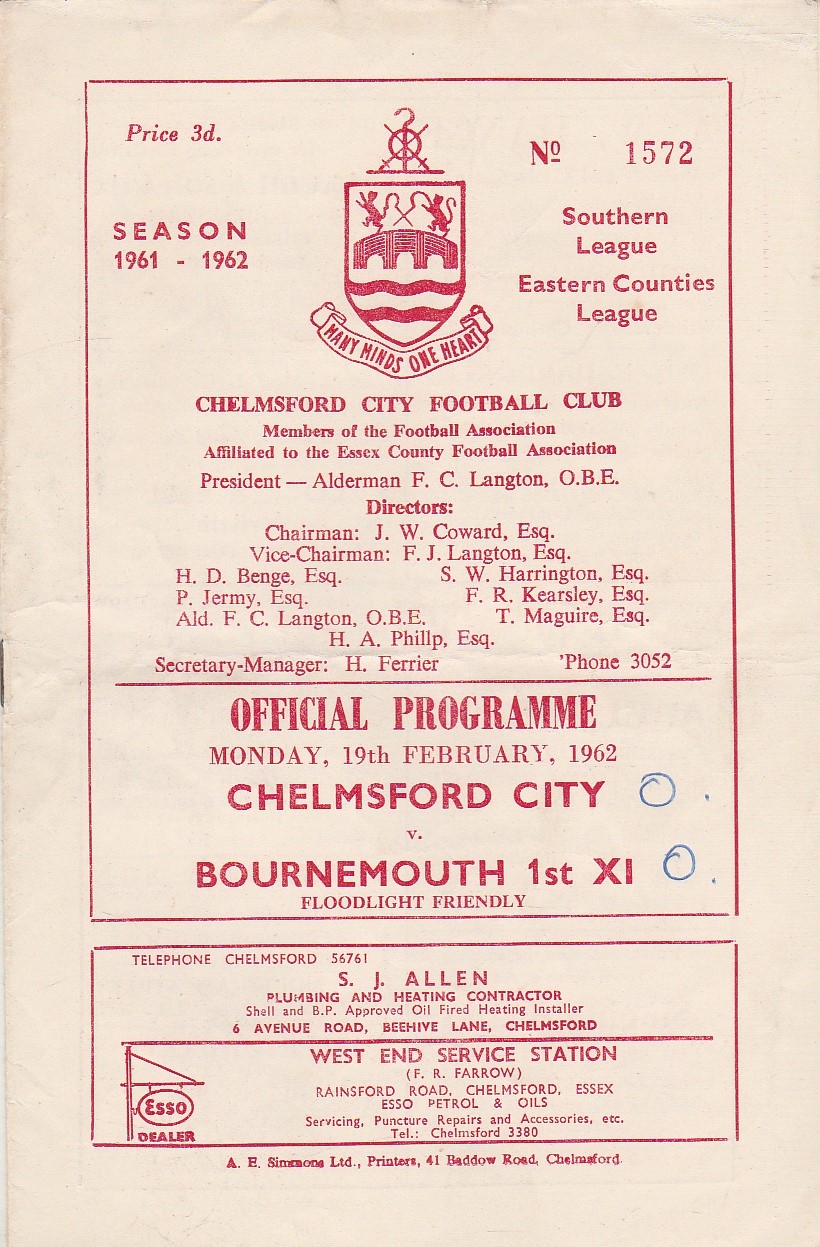 Price 3d.
Nº 1572
SEASON
1961 - 1962
Southern
League
Eastern Counties
League
MANY MINDS ONE HEART
CHELMSFORD CITY FOOTBALL CLUB
Members of the Football Association
Affiliated to the Essex County Football Association
President — Alderman F. C. Langton, O.B.E.
Directors:
Chairman: J. W. Coward, Esq.
Vice-Chairman: F. J. Langton, Esq.
H. D. Benge, Esq. S. W. Harrington, Esq.
P. Jermy, Esq. F. R. Kearsley, Esq.
Ald. F. C. Langton, O.B.E. T. Maguire, Esq.
H. A. Phillp, Esq.
Secretary-Manager: H. Ferrier 'Phone 3052
OFFICIAL PROGRAMME
MONDAY, 19th FEBRUARY, 1962
CHELMSFORD CITY 0.
v.
BOURNEMOUTH 1st XI 0.
FLOODLIGHT FRIENDLY
TELEPHONE CHELMSFORD 56761
S. J. ALLEN
PLUMBING AND HEATING CONTRACTOR
Shell and B.P. Approved Oil Fired Heating Installer
6 AVENUE ROAD, BEEHIVE LANE, CHELMSFORD
WEST END SERVICE STATION
(F. R. FARROW)
RAINSFORD ROAD, CHELMSFORD, ESSEX
ESSO PETROL & OILS
Servicing, Puncture Repairs and Accessories, etc.
Tel.: Chelmsford 3380
Esso
DEALER
A. E. Simmons Ltd., Printers, 41 Baddow Road, Chelmsford.